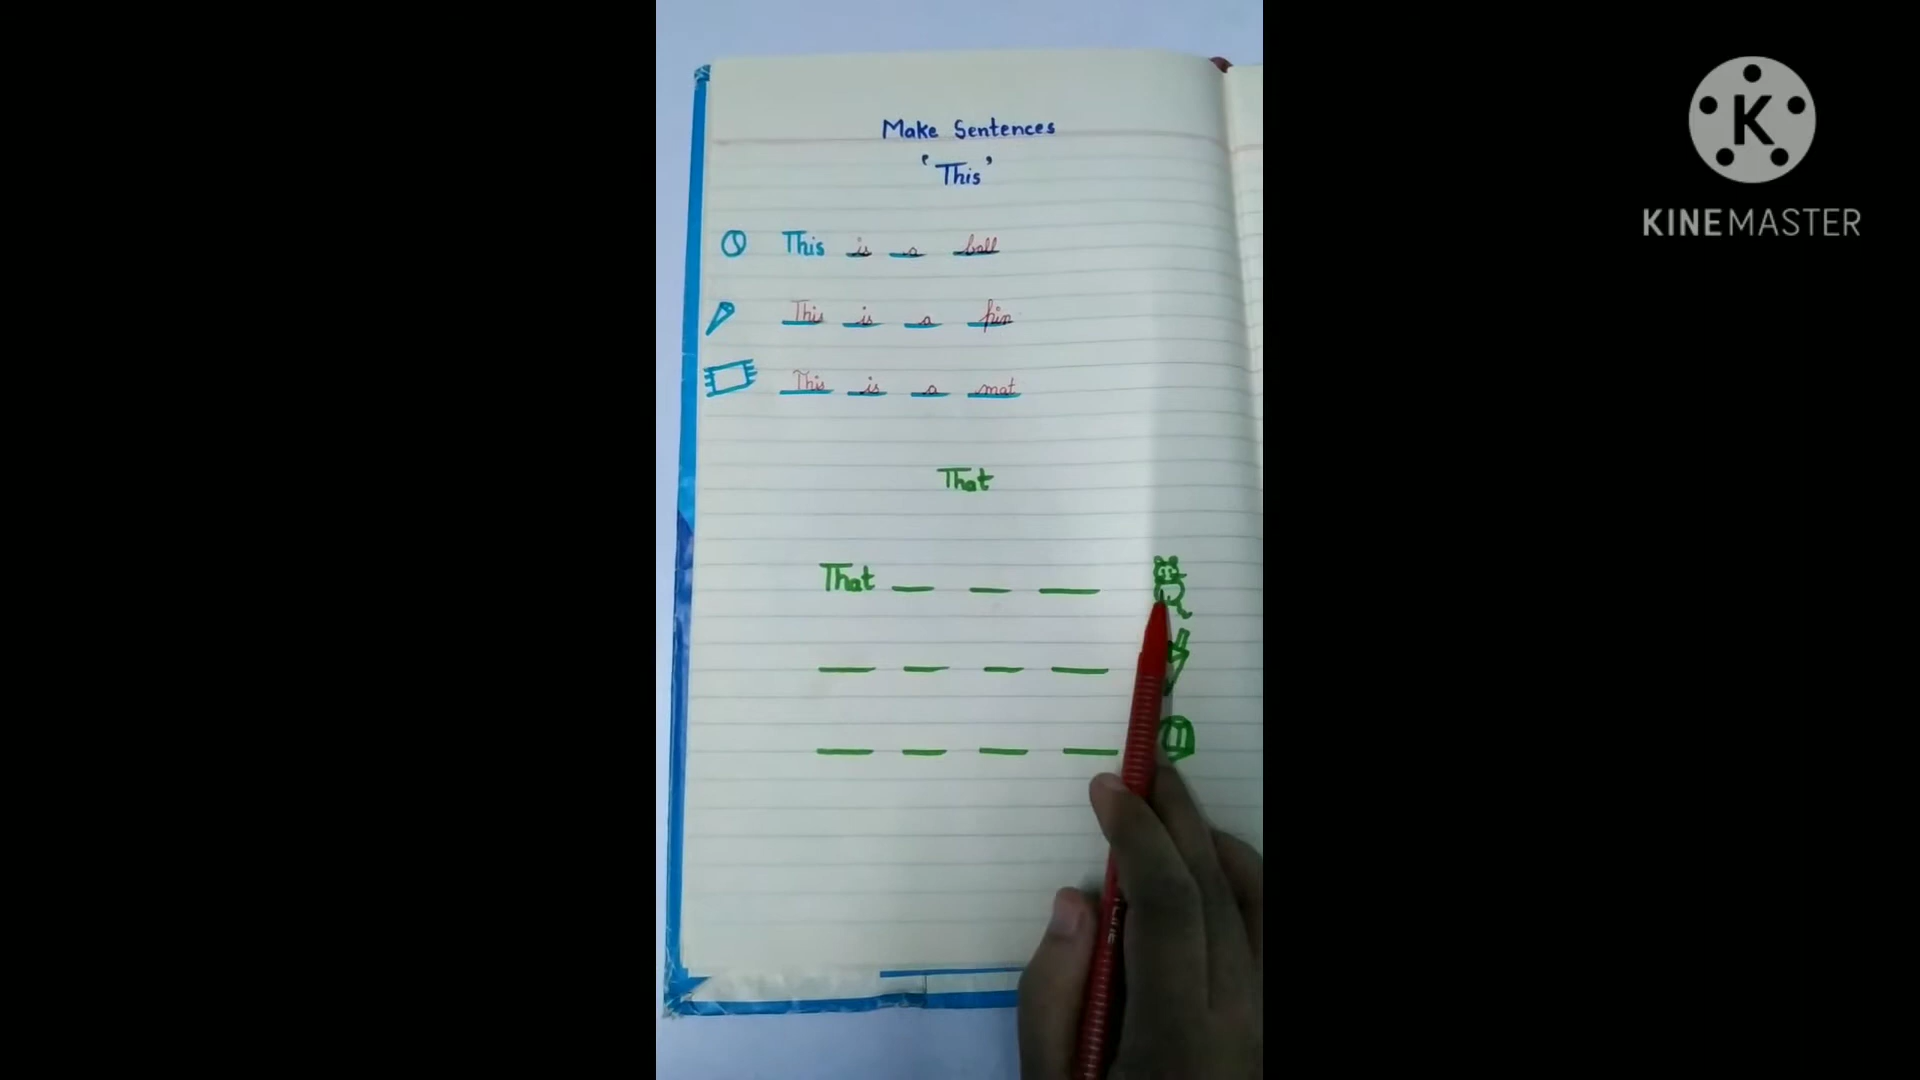 Make Sentences
'This'
This is a ball
This is a pin
This is a mat
That
That
K
KINEMASTER